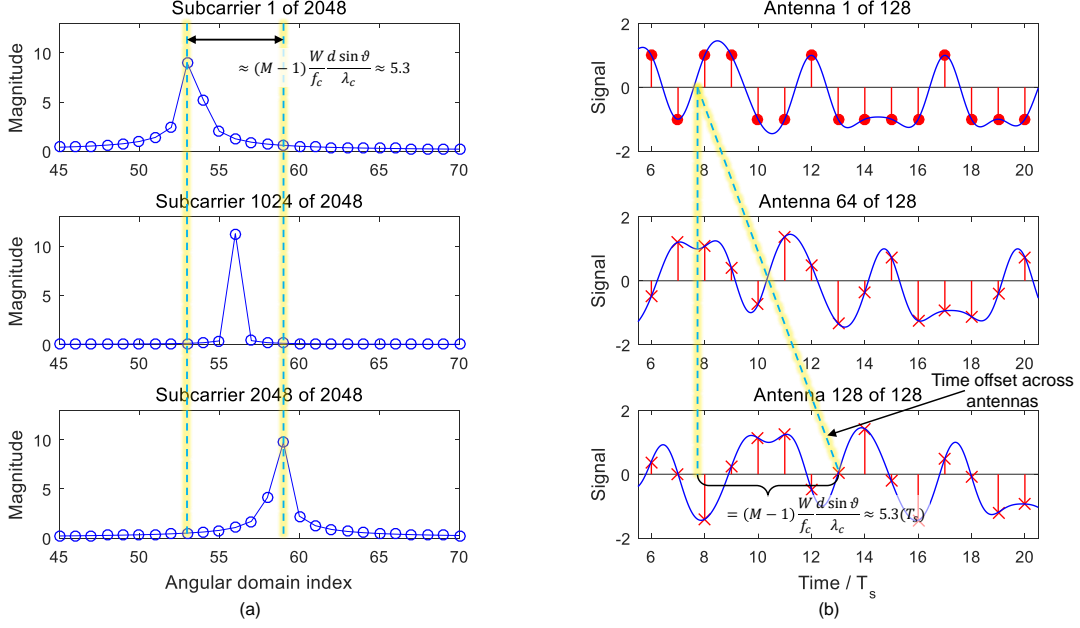 Subcarrier 1 of 2048
Magnitude
10
5
0
≈ (M − 1) W/f_c d sin ϑ/λ_c ≈ 5.3
45 50 55 60 65 70
Subcarrier 1024 of 2048
Magnitude
10
5
0
45 50 55 60 65 70
Subcarrier 2048 of 2048
Magnitude
10
5
0
45 50 55 60 65 70
Angular domain index
(a)
Antenna 1 of 128
Signal
2
0
-2
6 8 10 12 14 16 18 20
Antenna 64 of 128
Signal
2
0
-2
6 8 10 12 14 16 18 20
Time offset across
antennas
Antenna 128 of 128
Signal
2
0
-2
= (M − 1) W/f_c d sin ϑ/λ_c ≈ 5.3(T_s)
6 8 10 12 14 16 18 20
Time / T_s
(b)